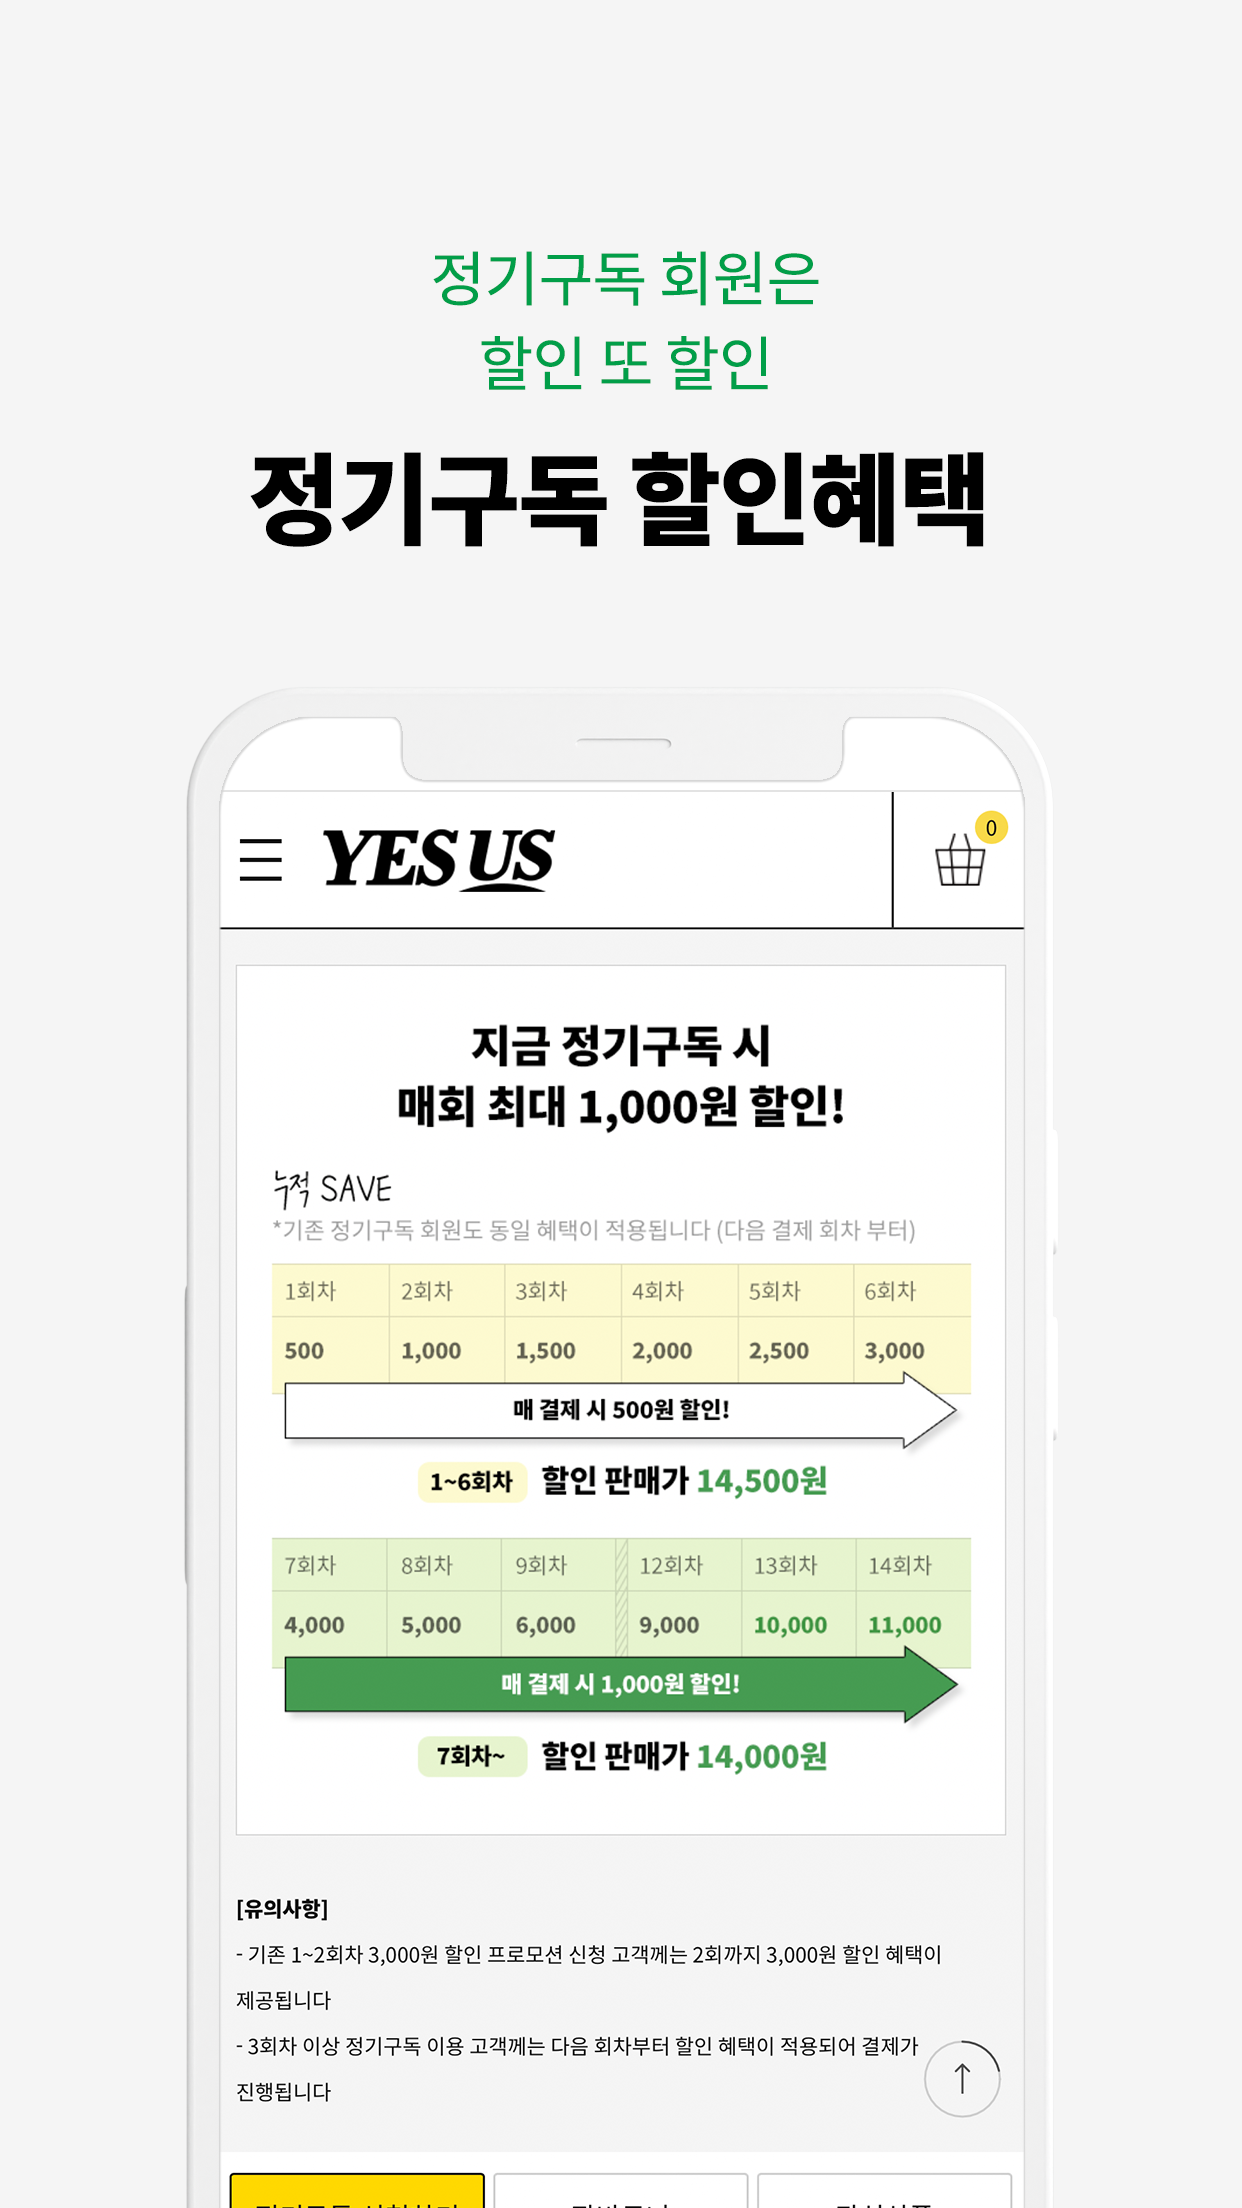 정기구독 회원은
할인 또 할인
정기구독 할인혜택
YES US
0
지금 정기구독 시
매회 최대 1,000원 할인!
누적 SAVE
*기존 정기구독 회원도 동일 혜택이 적용됩니다 (다음 결제 회차 부터)
1회차 2회차 3회차 4회차 5회차 6회차
500 1,000 1,500 2,000 2,500 3,000
매 결제 시 500원 할인!
1~6회차 할인 판매가 14,500원
7회차 8회차 9회차 12회차 13회차 14회차
4,000 5,000 6,000 9,000 10,000 11,000
매 결제 시 1,000원 할인!
7회차~ 할인 판매가 14,000원
[유의사항]
- 기존 1~2회차 3,000원 할인 프로모션 신청 고객께는 2회까지 3,000원 할인 혜택이
제공됩니다
- 3회차 이상 정기구독 이용 고객께는 다음 회차부터 할인 혜택이 적용되어 결제가
진행됩니다